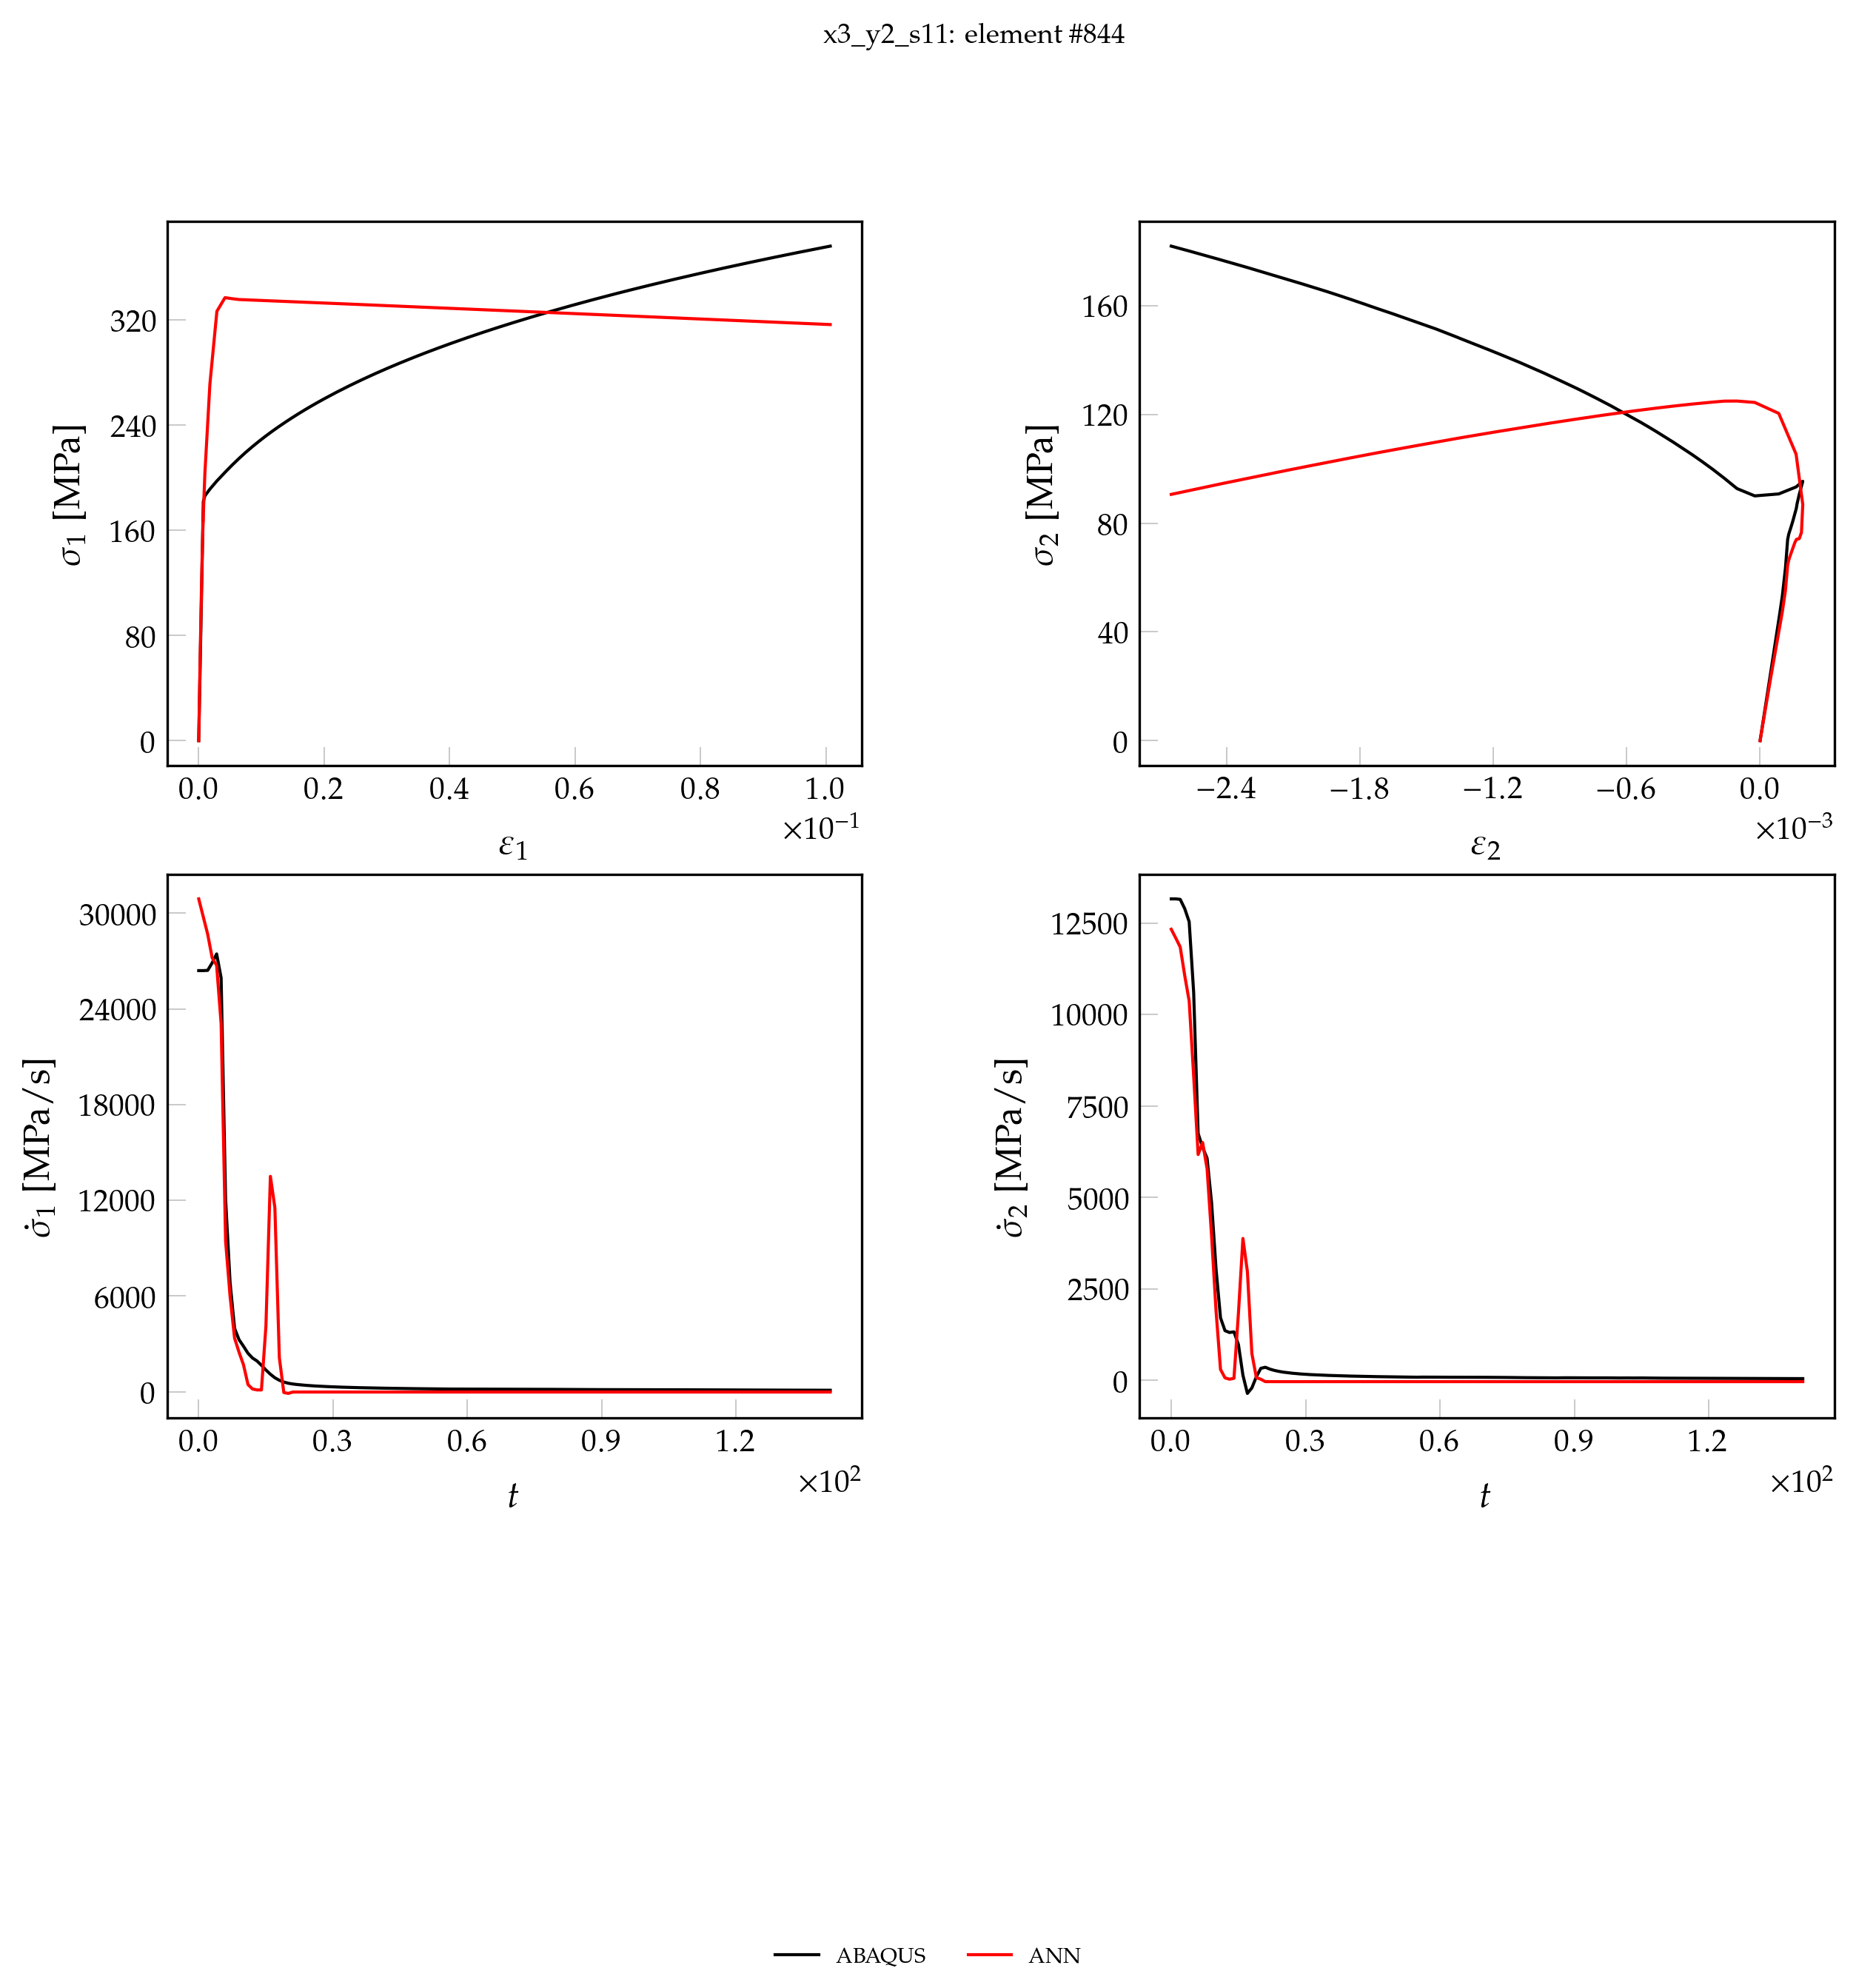 x3_y2_s11: element #844
σ1 [MPa]
320
240
160
80
0
0.0 0.2 0.4 0.6 0.8 1.0
×10−1
ε1
σ2 [MPa]
160
120
80
40
0
−2.4 −1.8 −1.2 −0.6 0.0
×10−3
ε2
σ̇1 [MPa/s]
30000
24000
18000
12000
6000
0
0.0 0.3 0.6 0.9 1.2
×10²
t
σ̇2 [MPa/s]
12500
10000
7500
5000
2500
0
0.0 0.3 0.6 0.9 1.2
×10²
t
ABAQUS ANN